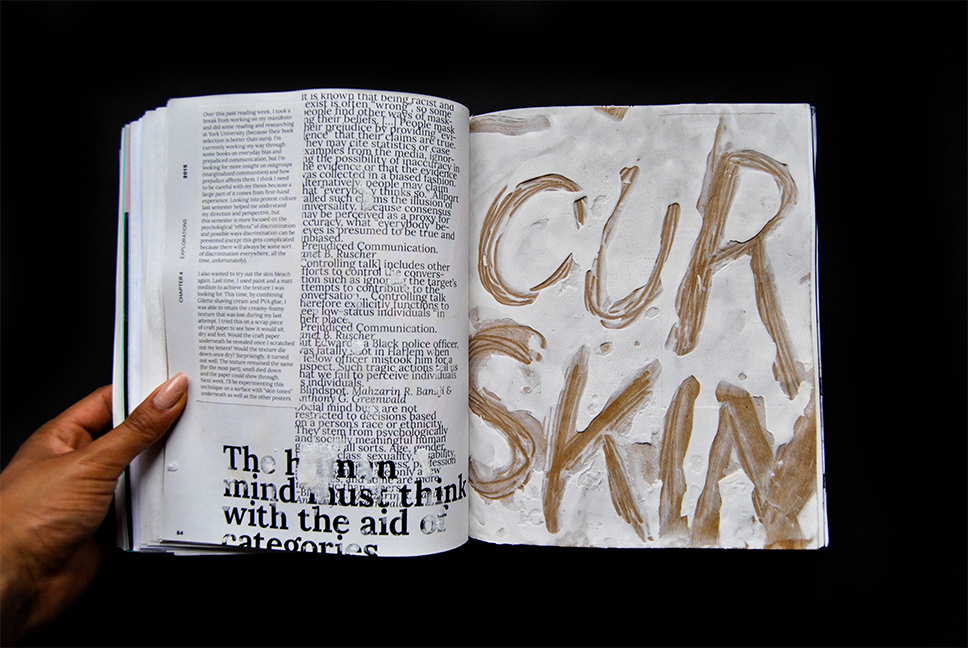 Over this past reading week, I took a
break from working on my manifesto
and did some reading and researching
at York University (because their book
selection is better than ours). I'm
currently working my way through
some books on everyday bias and
prejudiced communication, but I'm
looking for more insight on outgroups
(marginalized communities) and how
prejudice affects them. I think I need
to be careful with my thesis because a
large part of it comes from first-hand
experience. Looking into protest culture
last semester helped me understand
my direction and perspective, but
this semester is more focused on the
psychological "effects" of discrimination
and possible ways discrimination can be
prevented (except this gets complicated
because there will always be some sort
of discrimination everywhere, all the
time, unfortunately).
I also wanted to try out the skin bleach
again. Last time, I used paint and a matt
medium to achieve the texture I was
looking for. This time, by combining
Gilette shaving cream and PVA glue, I
was able to retain the creamy-foamy
texture that was lost during my last
attempt. I tried this on a scrap piece
of craft paper to see how it would sit,
dry and feel. Would the craft paper
underneath be revealed once I scratched
out my letters? Would the texture die
down once dry? Surprisingly, it turned
out well. The texture remained the same
(for the most part), smell died down
and the paper could show through.
Next week, I'll be experimenting this
technique on a surface with "skin tones"
underneath as well as the other posters.
2015
EXPLORATIONS
CHAPTER 4
84
It is known that being racist and
exist is often "wrong", so some
people find other ways of mask-
ng their beliefs. [...] People mask
their prejudice by providing "evi-
dence" that their claims are true.
They may cite statistics or case
examples from the media, ignor-
ng the possibility of inaccuracy in
he evidence or that the evidence
was collected in a biased fashion.
Alternatively, people may claim
that "everybody" thinks so. Allport
called such claims the illusion of
universality. Because consensus
may be perceived as a proxy for
accuracy, what "everybody" be-
ieves is presumed to be true and
unbiased.
Prejudiced Communication.
Janet B. Ruscher
[Controlling talk] includes other
efforts to control the convers-
tion such as ignoring the target's
attempts to contribute to the
conversation... Controlling talk
therefore explicitly functions to
keep low-status individuals "in
their place."
Prejudiced Communication.
Janet B. Ruscher
But Edward a Black police officer,
was fatally shot in Harlem when
fellow officer mistook him for a
suspect. Such tragic actions tell us
that we fail to perceive individuals
as individuals.
Blindspot. Mahzarin R. Banaji &
Anthony G. Greenwald
Social mind bugs are not
restricted to decisions based
on a person's race or ethnicity.
They stem from psychologically
and socially meaningful human
all sorts. Age, gender,
class, sexuality, disability,
profession
only a few
The human
mind must think
with the aid of
categories
CUR
SKIN